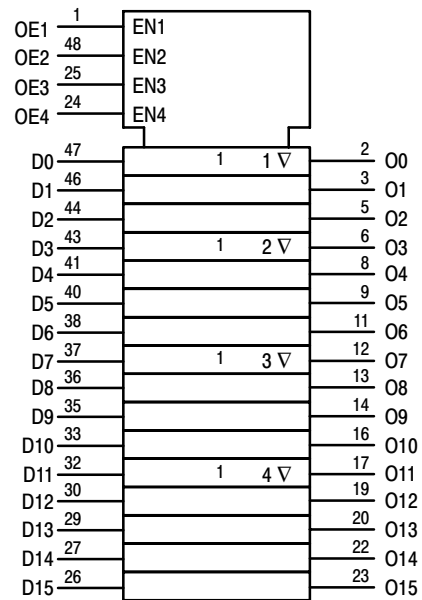 OE1 1 EN1
OE2 48 EN2
OE3 25 EN3
OE4 24 EN4
D0 47 1 1 ∇ 2 O0
D1 46 3 O1
D2 44 5 O2
D3 43 1 2 ∇ 6 O3
D4 41 8 O4
D5 40 9 O5
D6 38 11 O6
D7 37 1 3 ∇ 12 O7
D8 36 13 O8
D9 35 14 O9
D10 33 16 O10
D11 32 1 4 ∇ 17 O11
D12 30 19 O12
D13 29 20 O13
D14 27 22 O14
D15 26 23 O15